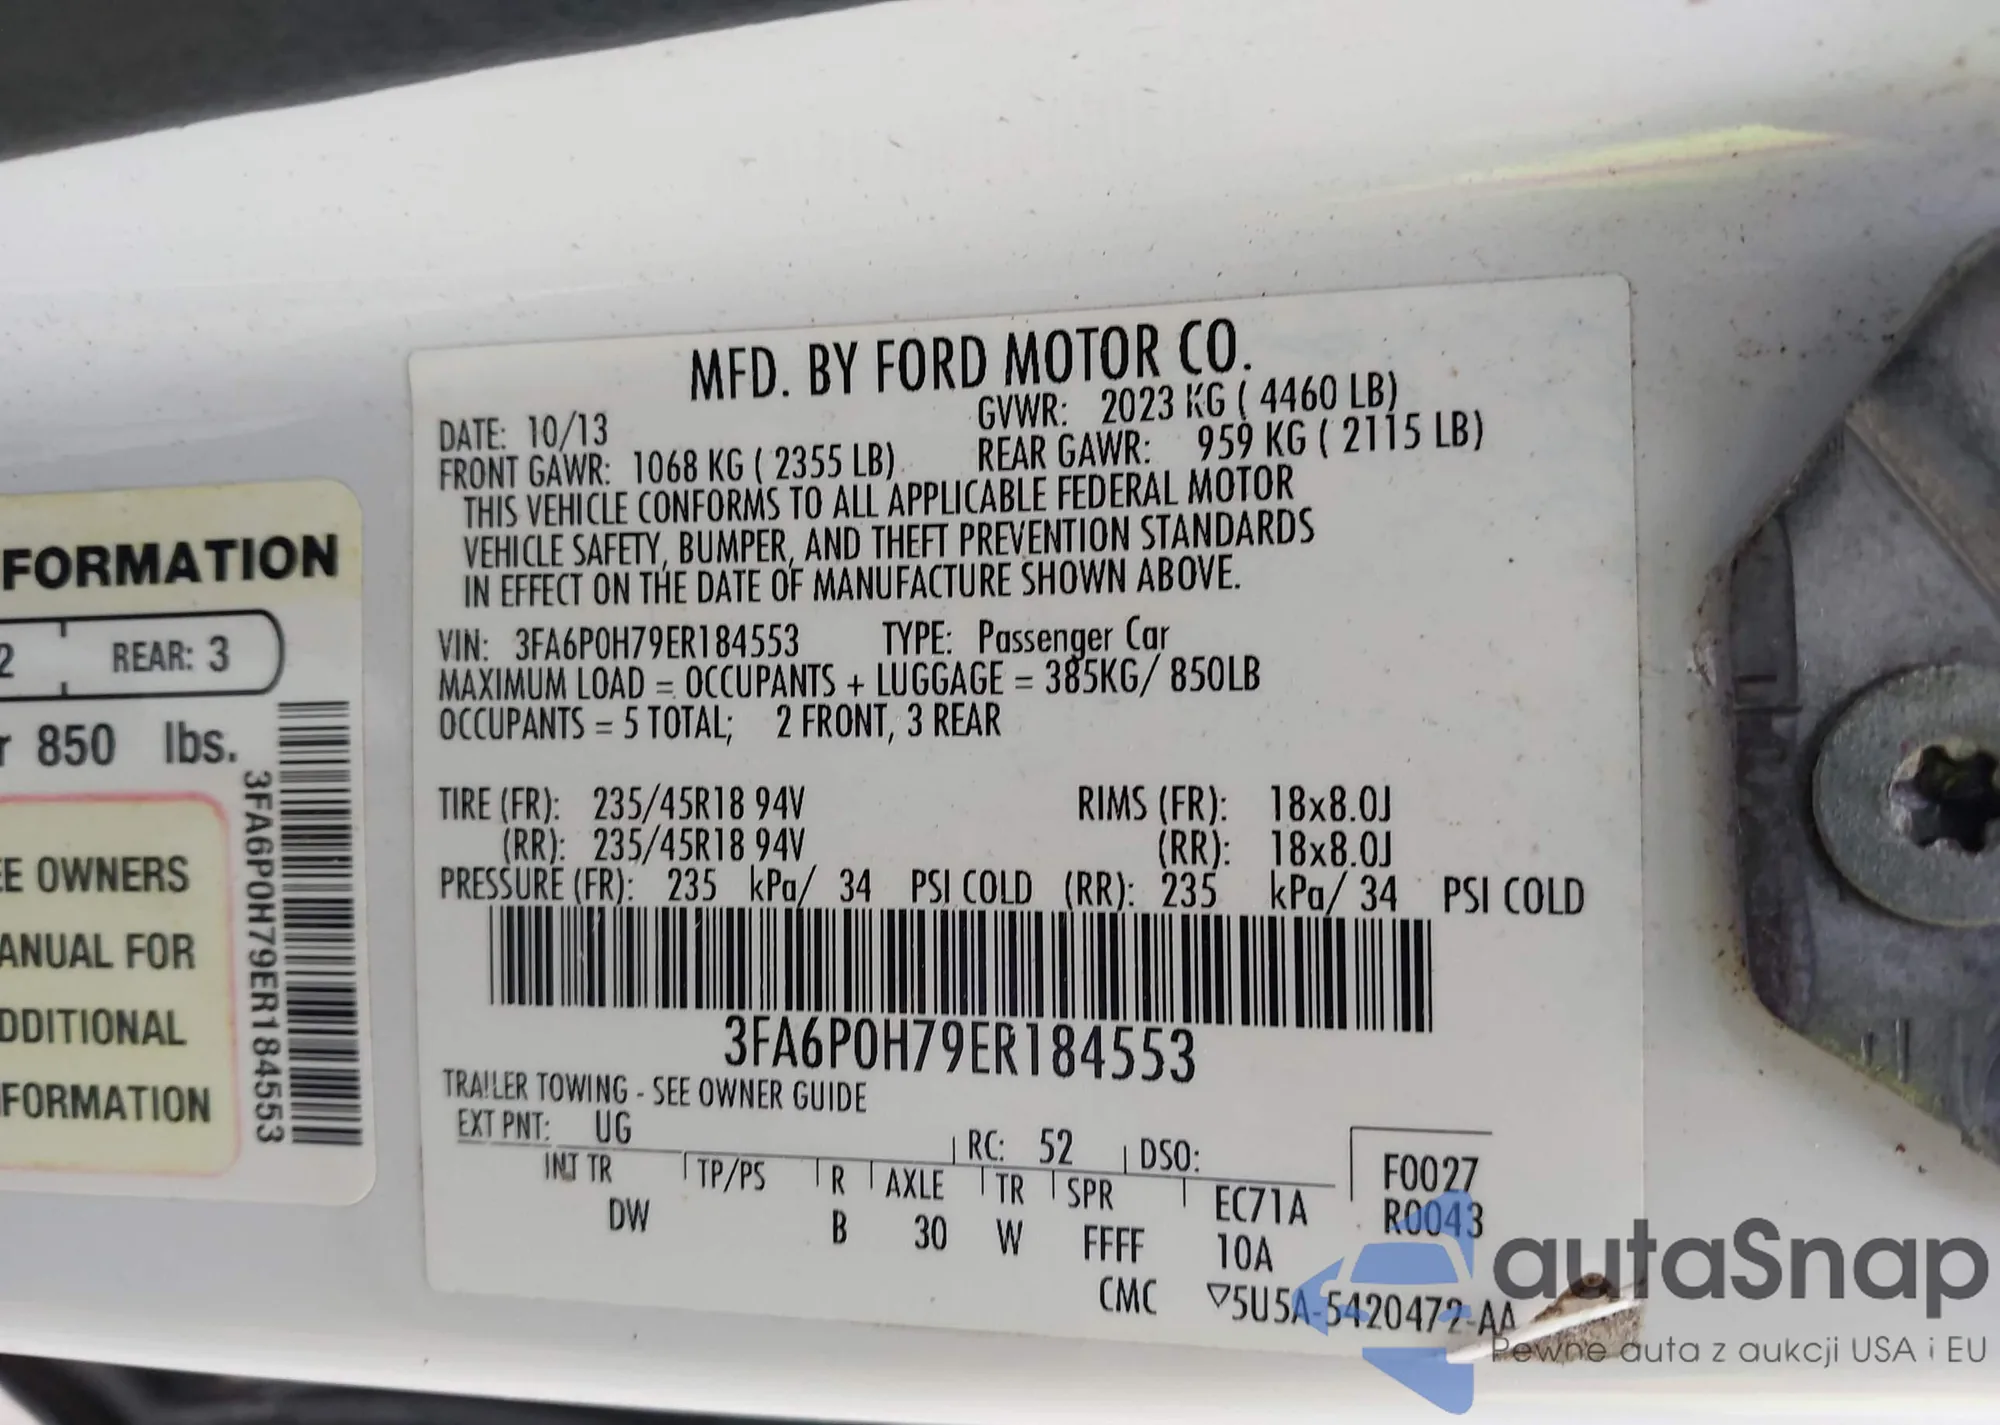 MFD. BY FORD MOTOR CO.
DATE: 10/13 GVWR: 2023 KG ( 4460 LB)
FRONT GAWR: 1068 KG ( 2355 LB) REAR GAWR: 959 KG ( 2115 LB)
THIS VEHICLE CONFORMS TO ALL APPLICABLE FEDERAL MOTOR
VEHICLE SAFETY, BUMPER, AND THEFT PREVENTION STANDARDS
IN EFFECT ON THE DATE OF MANUFACTURE SHOWN ABOVE.
VIN: 3FA6P0H79ER184553 TYPE: Passenger Car
MAXIMUM LOAD = OCCUPANTS + LUGGAGE = 385KG/ 850LB
OCCUPANTS = 5 TOTAL; 2 FRONT, 3 REAR
TIRE (FR): 235/45R18 94V RIMS (FR): 18x8.0J
(RR): 235/45R18 94V (RR): 18x8.0J
PRESSURE (FR): 235 kPa/ 34 PSI COLD (RR): 235 kPa/ 34 PSI COLD
3FA6P0H79ER184553
TRAILER TOWING - SEE OWNER GUIDE
EXT PNT: UG RC: 52 DSO: F0027
INT TR TP/PS R AXLE TR SPR EC71A R0043
DW B 30 W FFFF 10A
CMC ▽5U5A-5420472-AA
FORMATION
2 REAR: 3
r 850 lbs.
EE OWNERS
ANUAL FOR
DDITIONAL
FORMATION
3FA6P0H79ER184553
autaSnap
Pewne auta z aukcji USA i EU